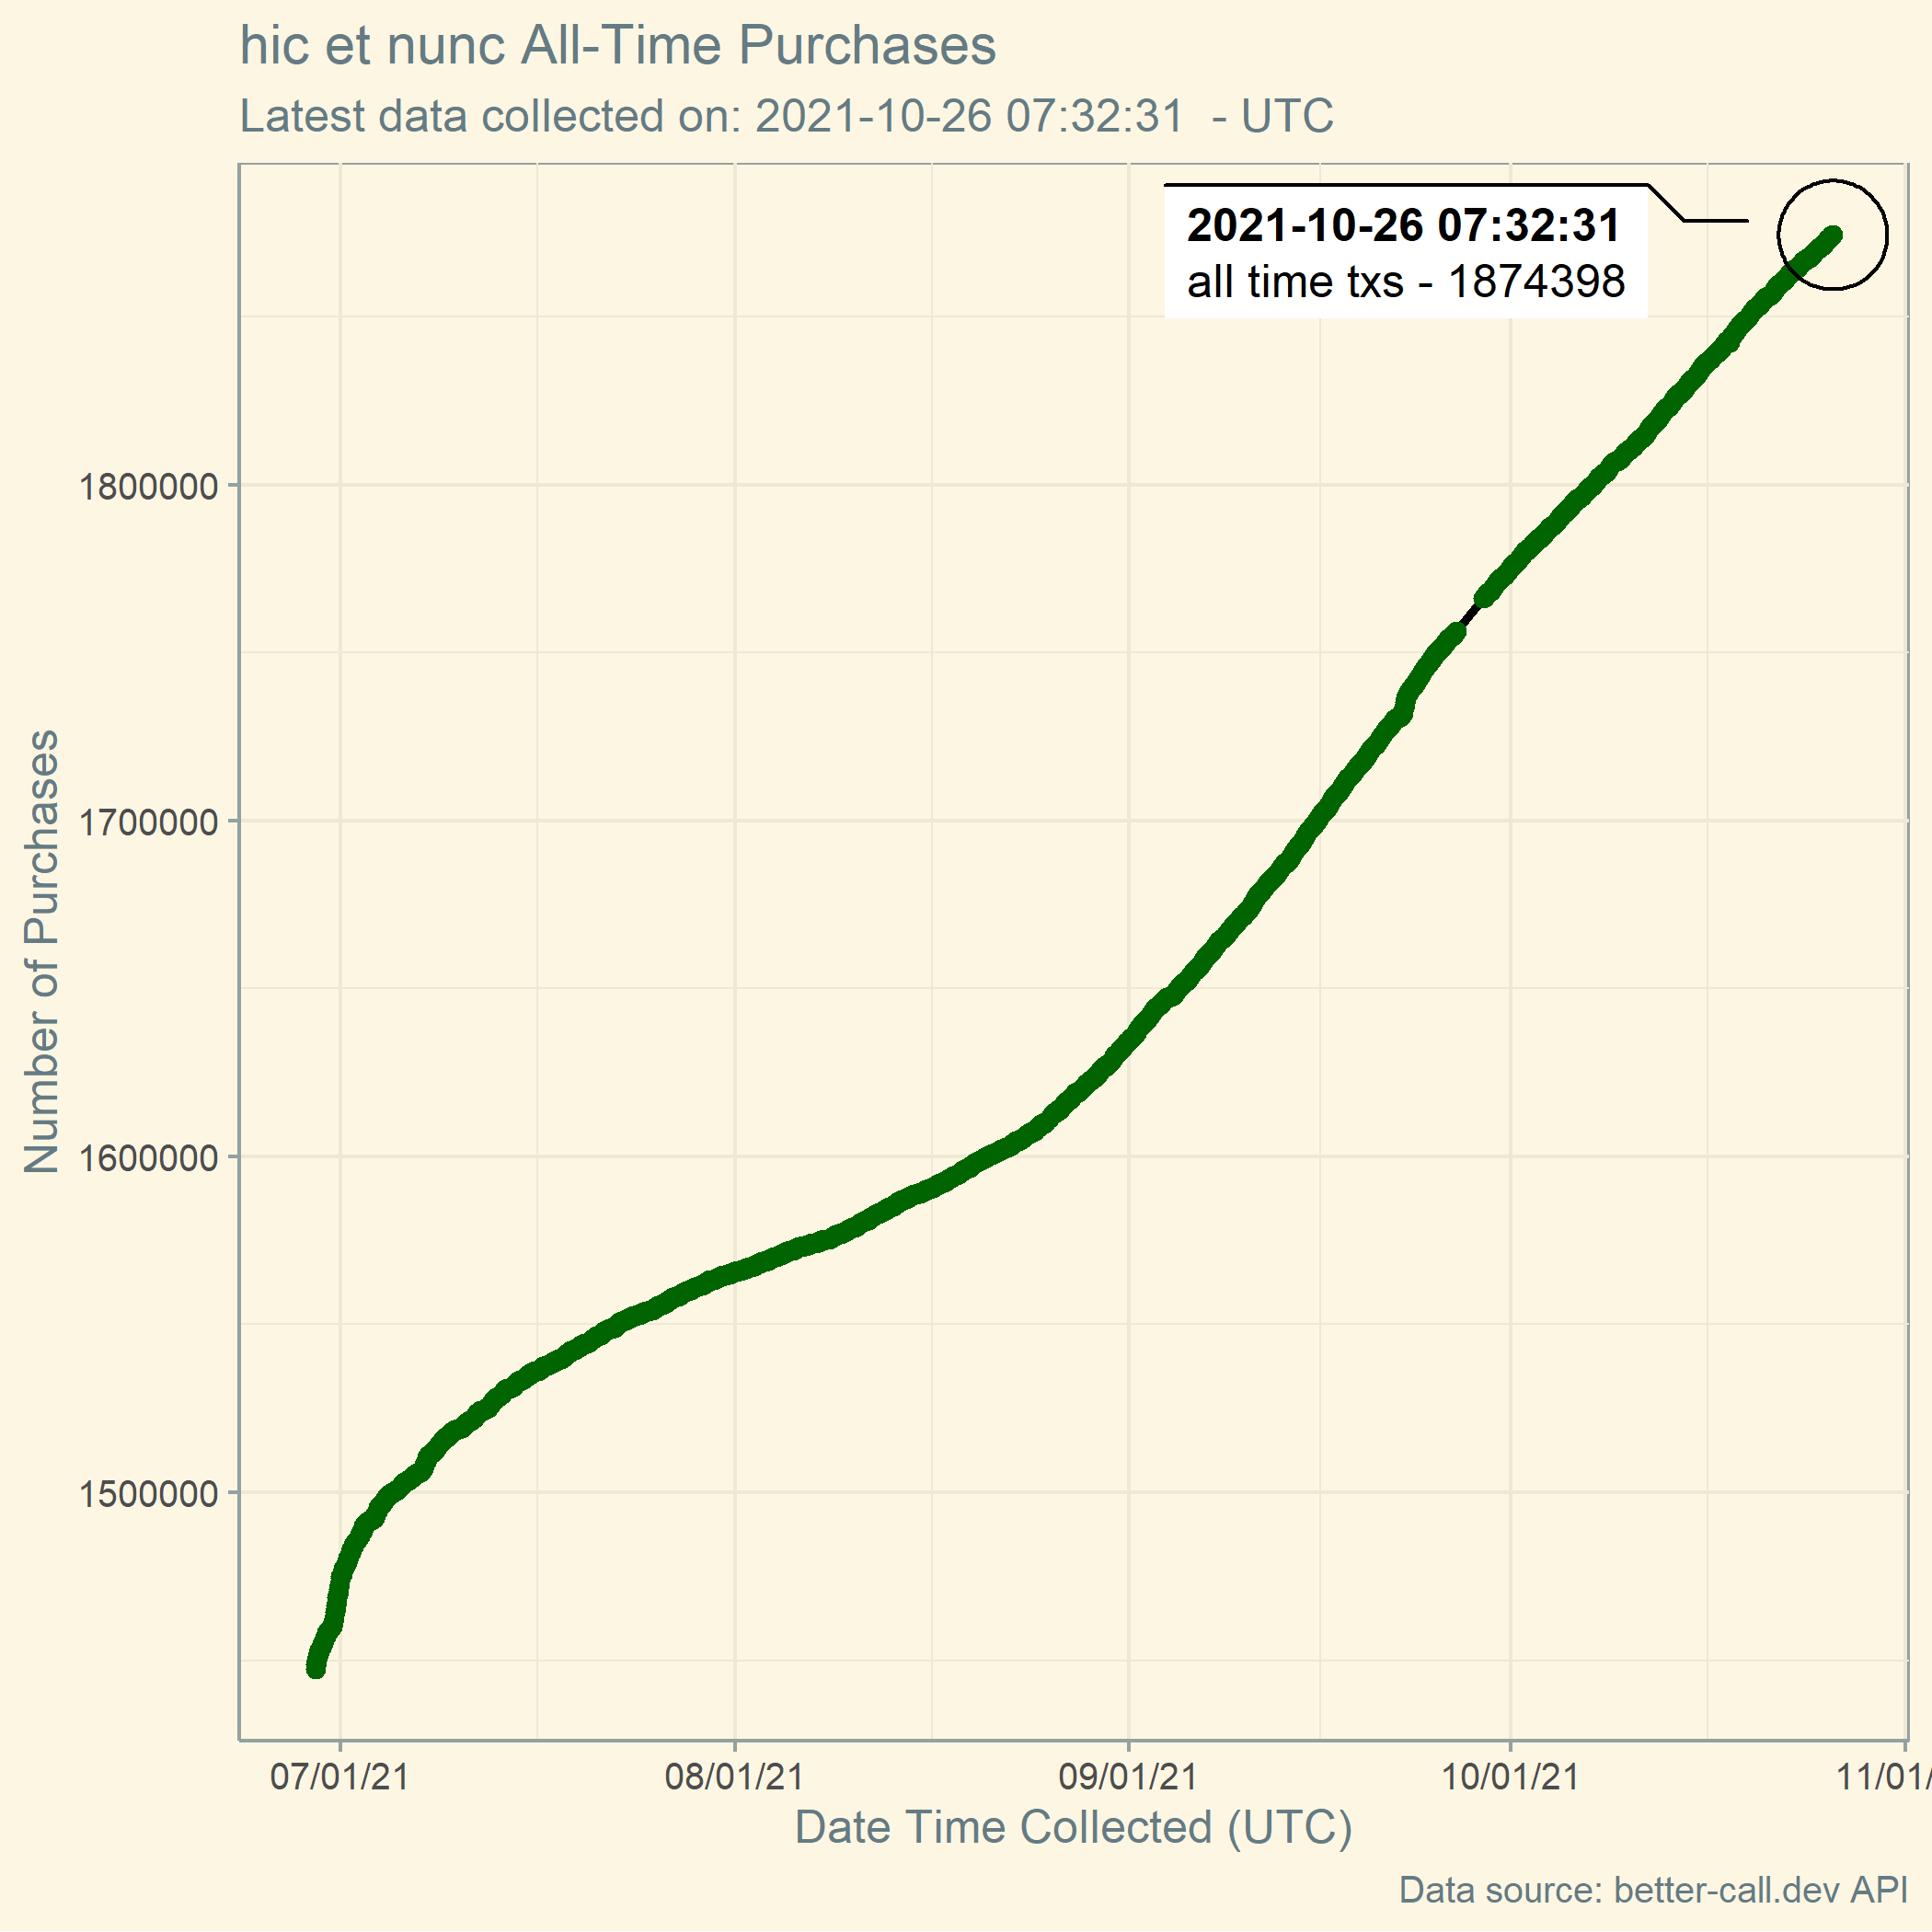 hic et nunc All-Time Purchases
Latest data collected on: 2021-10-26 07:32:31  - UTC
2021-10-26 07:32:31
all time txs - 1874398
Number of Purchases
1800000
1700000
1600000
1500000
07/01/21
08/01/21
09/01/21
10/01/21
11/01/
Date Time Collected (UTC)
Data source: better-call.dev API